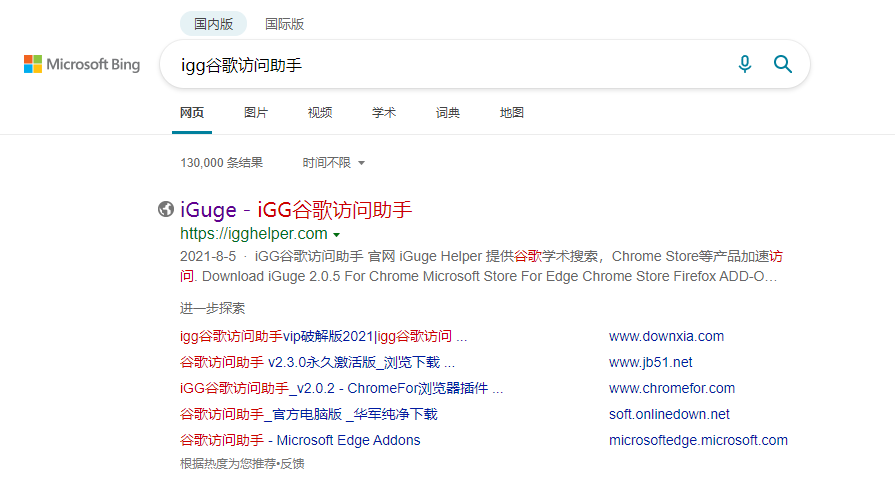 国内版 国际版
Microsoft Bing
igg谷歌访问助手
网页 图片 视频 学术 词典 地图
130,000 条结果 时间不限
iGuge - iGG谷歌访问助手
https://igghelper.com
2021-8-5 · iGG谷歌访问助手 官网 iGuge Helper 提供谷歌学术搜索，Chrome Store等产品加速访
问. Download iGuge 2.0.5 For Chrome Microsoft Store For Edge Chrome Store Firefox ADD-O…
进一步探索
igg谷歌访问助手vip破解版2021|igg谷歌访问 ... www.downxia.com
谷歌访问助手 v2.3.0永久激活版_浏览下载 ... www.jb51.net
iGG谷歌访问助手_v2.0.2 - ChromeFor浏览器插件 ... www.chromefor.com
谷歌访问助手_官方电脑版 _华军纯净下载 soft.onlinedown.net
谷歌访问助手 - Microsoft Edge Addons microsoftedge.microsoft.com
根据热度为您推荐•反馈